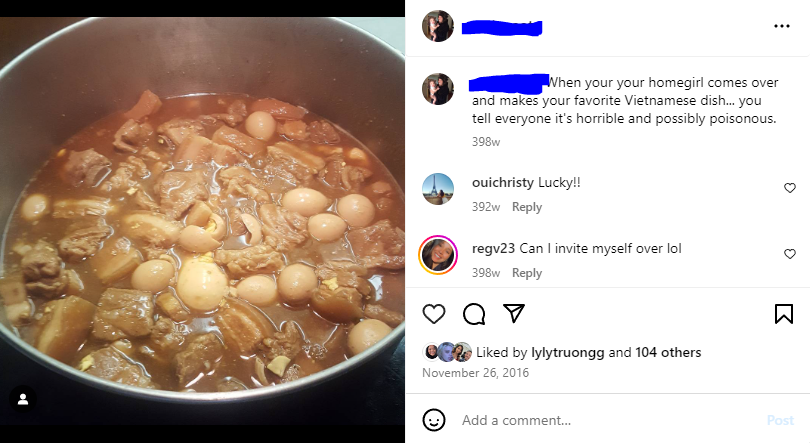 When your your homegirl comes over
and makes your favorite Vietnamese dish... you
tell everyone it's horrible and possibly poisonous.
398w
ouichristy Lucky!!
392w Reply
regv23 Can I invite myself over lol
398w Reply
Liked by lylytruongg and 104 others
November 26, 2016
Add a comment... Post